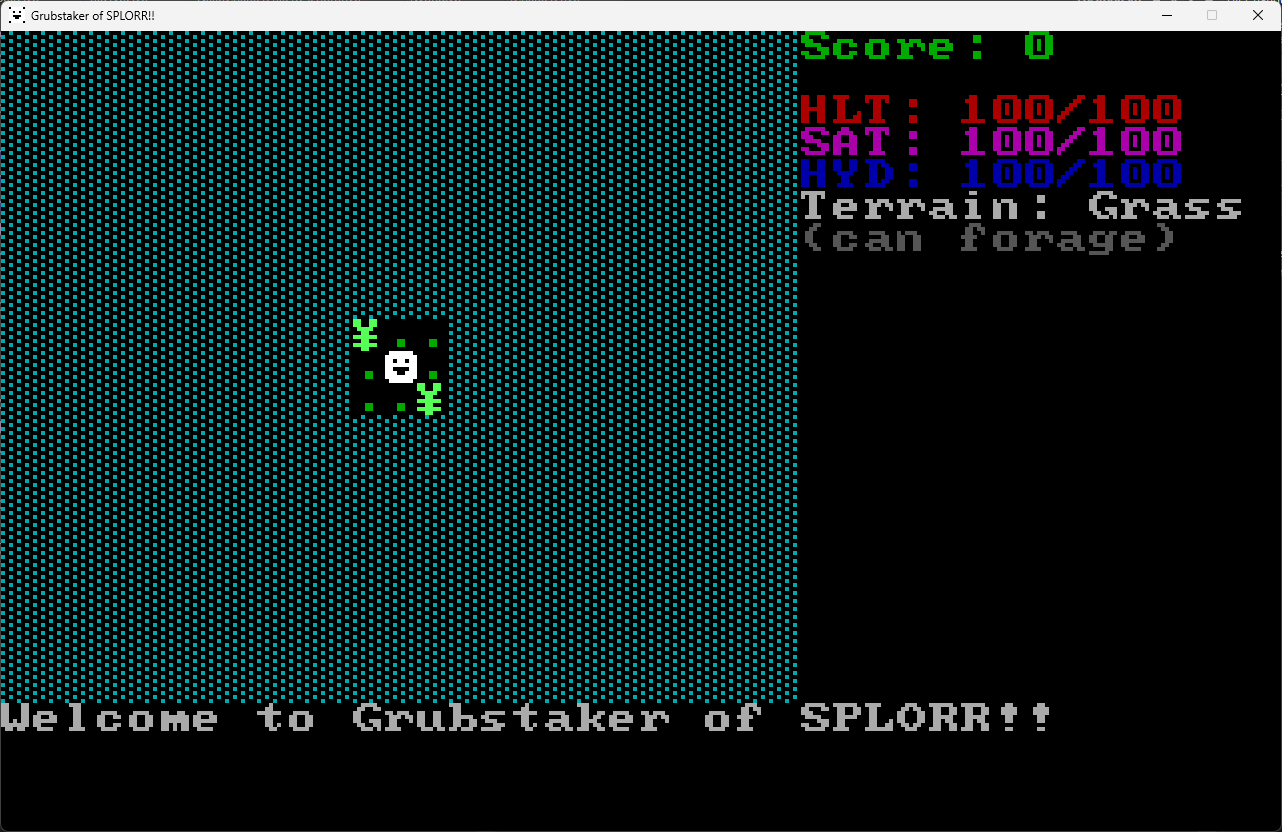 Grubstaker of SPLORR!!
Score: 0
HLT: 100/100
SAT: 100/100
HYD: 100/100
Terrain: Grass
(can forage)
Welcome to Grubstaker of SPLORR!!